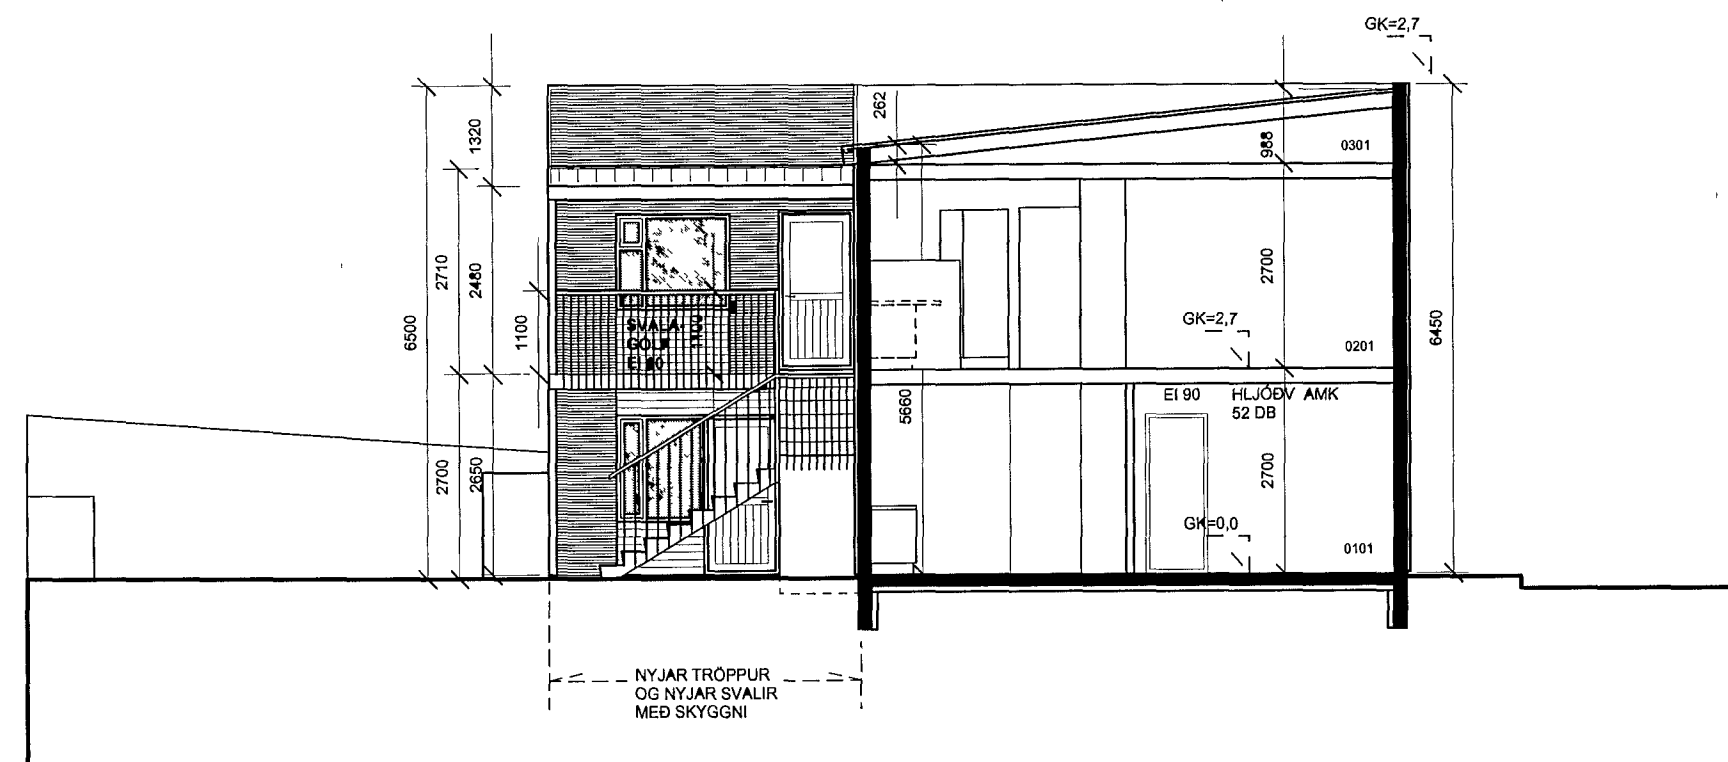 GK=2,7
262
1320
988
0301
2710
2480
2700
6500
1100
SVALA-
GÓLF
EI 90
1100
GK=2,7
6450
0201
EI 90 HLJÓÐV AMK
52 DB
5660
2700
2650
2700
GK=0,0
0101
NYJAR TRÖPPUR
OG NYJAR SVALIR
MEÐ SKYGGNI